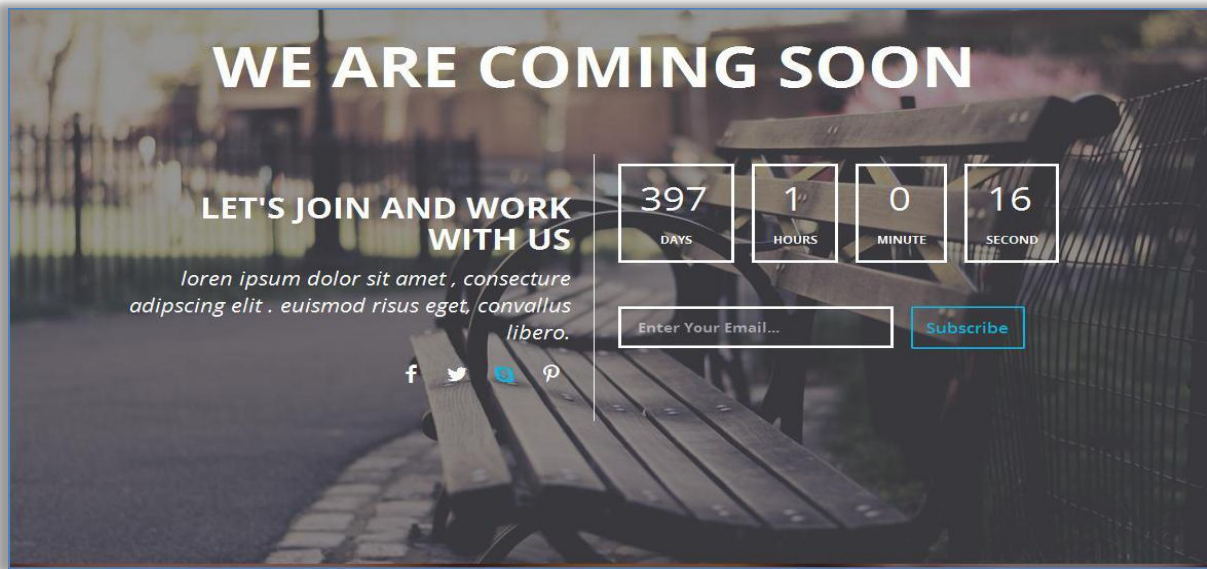 WE ARE COMING SOON
LET'S JOIN AND WORK
WITH US
loren ipsum dolor sit amet , consecture
adipscing elit . euismod risus eget, convallus
libero.
397
DAYS
1
HOURS
0
MINUTE
16
SECOND
Enter Your Email...
Subscribe